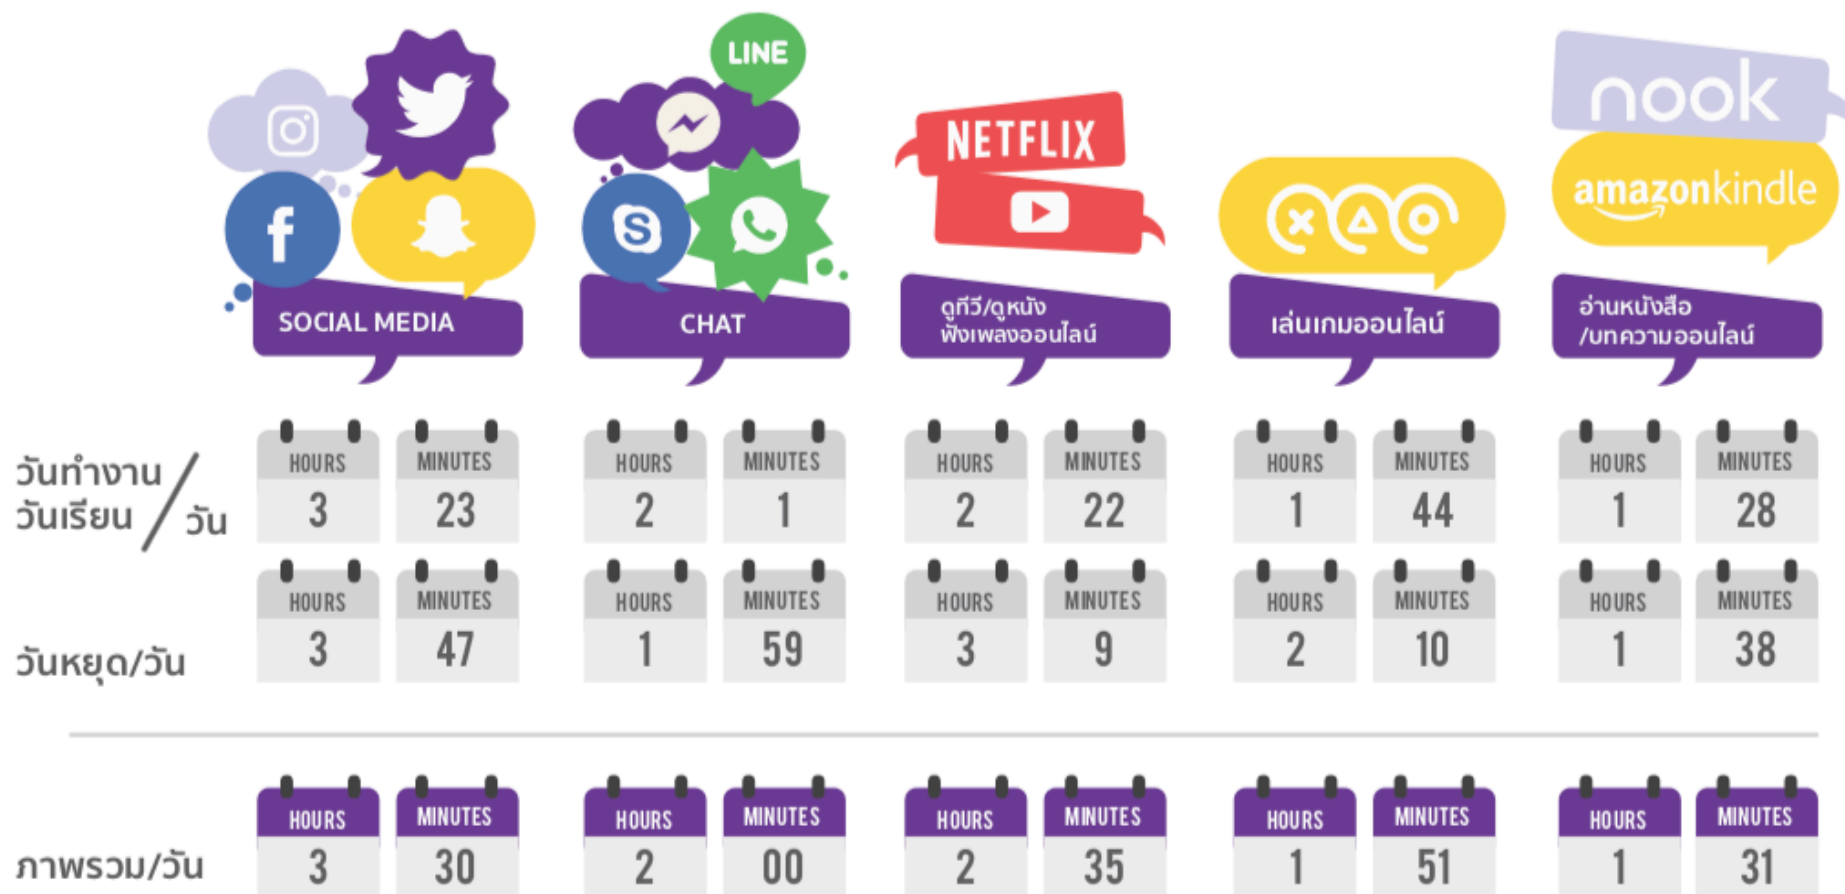 LINE
NETFLIX
nook
amazonkindle
f
S
SOCIAL MEDIA
CHAT
ดูทีวี/ดูหนัง
ฟังเพลงออนไลน์
เล่นเกมออนไลน์
อ่านหนังสือ
/บทความออนไลน์
วันทำงาน
วันเรียน / วัน
HOURS MINUTES HOURS MINUTES HOURS MINUTES HOURS MINUTES HOURS MINUTES
3 23 2 1 2 22 1 44 1 28
วันหยุด/วัน
HOURS MINUTES HOURS MINUTES HOURS MINUTES HOURS MINUTES HOURS MINUTES
3 47 1 59 3 9 2 10 1 38
ภาพรวม/วัน
HOURS MINUTES HOURS MINUTES HOURS MINUTES HOURS MINUTES HOURS MINUTES
3 30 2 00 2 35 1 51 1 31